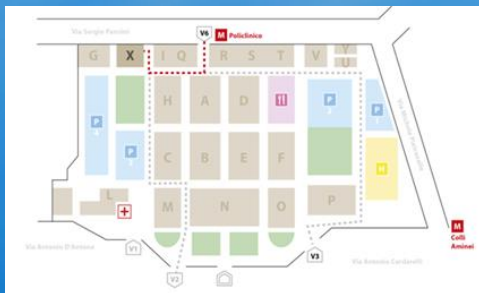 Via Sergio Pansini
V6
M Policlinico
G
X
I Q
R S T
V
Y
U
H
A
D
P
P
P
P
H
C
B
E
F
L
M
N
O
P
V1
V2
V3
M
Colli
Aminei
Via Antonio D'Antona
Via Antonio Cardarelli